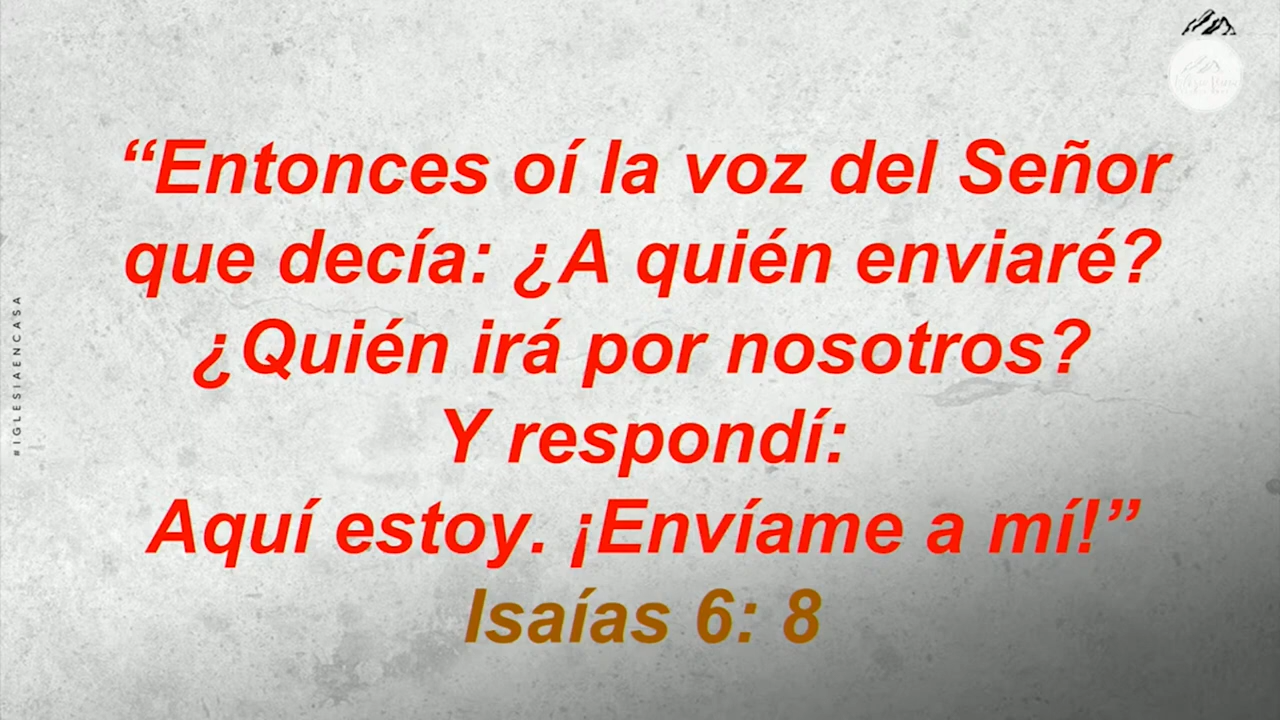 “Entonces oí la voz del Señor
que decía: ¿A quién enviaré?
¿Quién irá por nosotros?
Y respondí:
Aquí estoy. ¡Envíame a mí!”
Isaías 6: 8
#IGLESIAENCASA